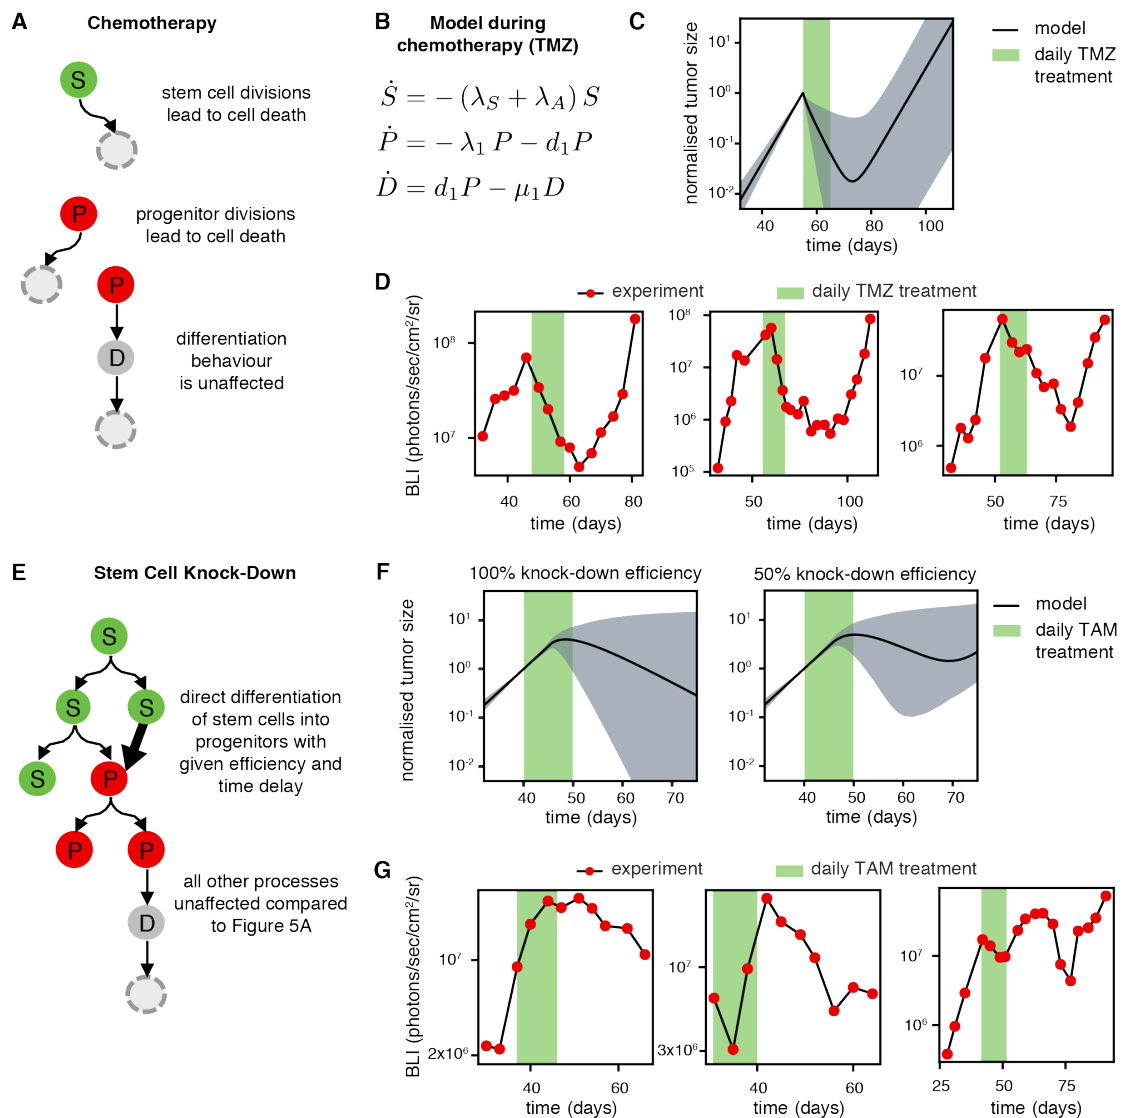 A
Chemotherapy
S
stem cell divisions
lead to cell death
P
progenitor divisions
lead to cell death
P
D
differentiation
behaviour
is unaffected
B
Model during
chemotherapy (TMZ)
Ṡ = − (λ_S + λ_A) S
Ṗ = − λ₁ P − d₁P
Ḋ = d₁P − μ₁D
C
normalised tumor size
10¹
10⁰
10⁻¹
10⁻²
40 60 80 100
time (days)
model
daily TMZ
treatment
D
experiment
daily TMZ treatment
BLI (photons/sec/cm²/sr)
10⁸
10⁷
40 60 80
time (days)
10⁸
10⁷
10⁶
10⁵
50 100
time (days)
10⁷
10⁶
50 75
time (days)
E
Stem Cell Knock-Down
S
S S
S P
P P
D
direct differentiation
of stem cells into
progenitors with
given efficiency and
time delay
all other processes
unaffected compared
to Figure 5A
F
100% knock-down efficiency
normalised tumor size
10¹
10⁰
10⁻¹
10⁻²
40 50 60 70
time (days)
50% knock-down efficiency
10¹
10⁰
10⁻¹
10⁻²
40 50 60 70
time (days)
model
daily TAM
treatment
G
experiment
daily TAM treatment
BLI (photons/sec/cm²/sr)
10⁷
2x10⁶
40 60
time (days)
10⁷
3x10⁶
40 60
time (days)
10⁷
10⁶
25 50 75
time (days)